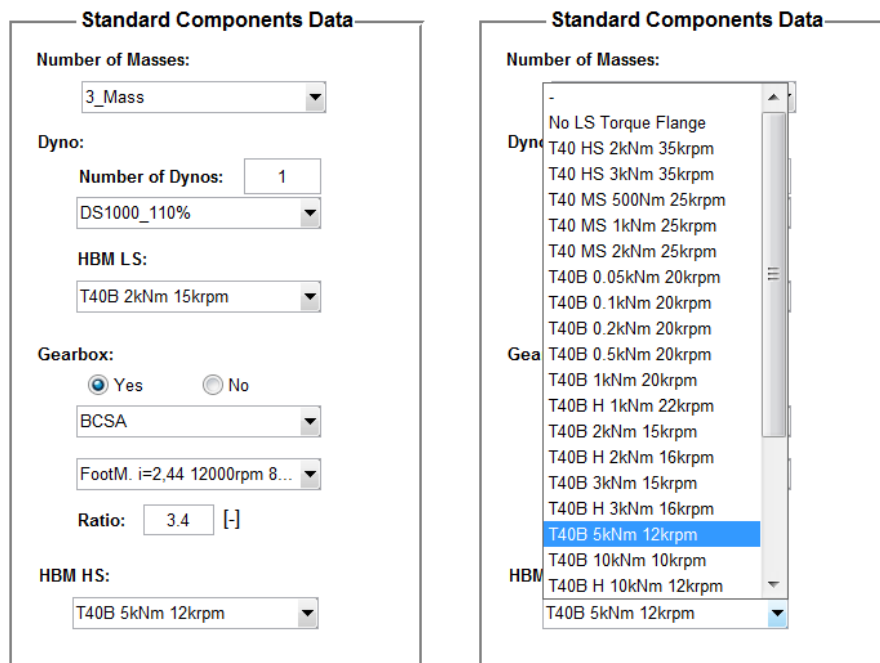 Standard Components Data
Number of Masses:
3_Mass
Dyno:
Number of Dynos: 1
DS1000_110%
HBM LS:
T40B 2kNm 15krpm
Gearbox:
Yes No
BCSA
FootM. i=2,44 12000rpm 8...
Ratio: 3.4 [-]
HBM HS:
T40B 5kNm 12krpm
Standard Components Data
Number of Masses:
-
No LS Torque Flange
T40 HS 2kNm 35krpm
T40 HS 3kNm 35krpm
T40 MS 500Nm 25krpm
T40 MS 1kNm 25krpm
T40 MS 2kNm 25krpm
T40B 0.05kNm 20krpm
T40B 0.1kNm 20krpm
T40B 0.2kNm 20krpm
T40B 0.5kNm 20krpm
T40B 1kNm 20krpm
T40B H 1kNm 22krpm
T40B 2kNm 15krpm
T40B H 2kNm 16krpm
T40B 3kNm 15krpm
T40B H 3kNm 16krpm
T40B 5kNm 12krpm
T40B 10kNm 10krpm
T40B H 10kNm 12krpm
HBM
T40B 5kNm 12krpm